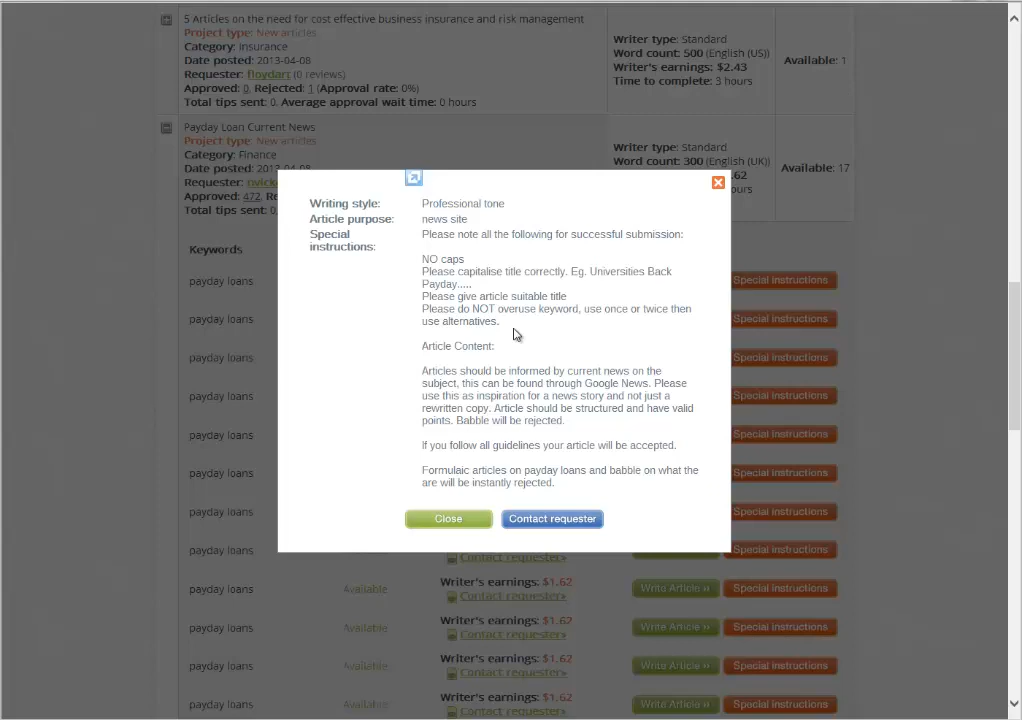 5 Articles on the need for cost effective business insurance and risk management
Project type: New articles
Category: Insurance
Date posted: 2013-04-08
Requester: floydart (0 reviews)
Approved: 0, Rejected: 1 (Approval rate: 0%)
Total tips sent: 0, Average approval wait time: 0 hours
Writer type: Standard
Word count: 500 (English (US))
Writer's earnings: $2.43
Time to complete: 3 hours
Available: 1
Payday Loan Current News
Project type: New articles
Category: Finance
Date posted: 2013-04-08
Requester:
Approved: 472, Re
Total tips sent: 0,
Writer type: Standard
Word count: 300 (English (UK))
.62
ours
Available: 17
Writing style: Professional tone
Article purpose: news site
Special instructions: Please note all the following for successful submission:
NO caps
Please capitalise title correctly. Eg. Universities Back
Payday.....
Please give article suitable title
Please do NOT overuse keyword, use once or twice then
use alternatives.
Article Content:
Articles should be informed by current news on the
subject, this can be found through Google News. Please
use this as inspiration for a news story and not just a
rewritten copy. Article should be structured and have valid
points. Babble will be rejected.
If you follow all guidelines your article will be accepted.
Formulaic articles on payday loans and babble on what the
are will be instantly rejected.
Close Contact requester
Keywords
payday loans Special instructions
payday loans Special instructions
payday loans Special instructions
payday loans Special instructions
payday loans Special instructions
payday loans Special instructions
payday loans Special instructions
payday loans Special instructions
Contact requester»
payday loans Available Writer's earnings: $1.62 Write Article » Special instructions
Contact requester»
payday loans Available Writer's earnings: $1.62 Write Article » Special instructions
Contact requester»
payday loans Available Writer's earnings: $1.62 Write Article » Special instructions
Contact requester»
payday loans Available Writer's earnings: $1.62 Write Article » Special instructions
Contact requester»